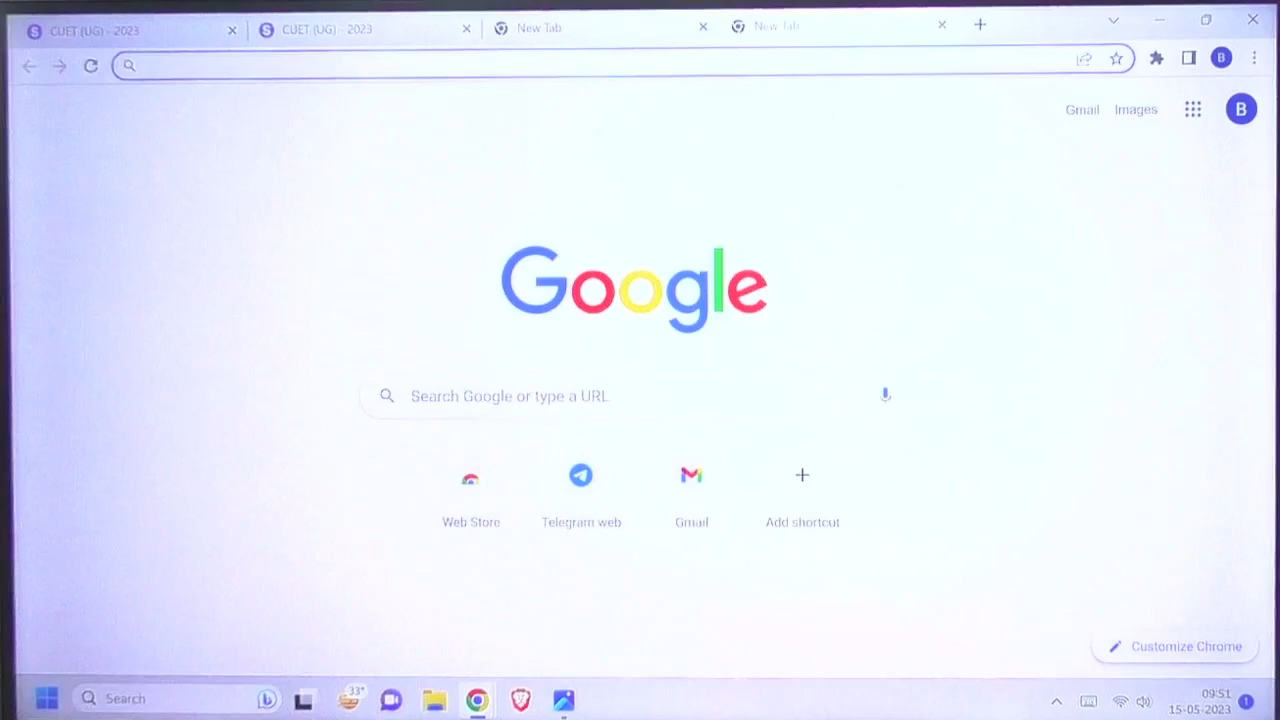 CUET (UG) - 2023
CUET (UG) - 2023
New Tab
New Tab
B
Gmail
Images
B
Google
Search Google or type a URL
Web Store
Telegram web
Gmail
Add shortcut
Customize Chrome
Search
33°
09:51
15-05-2023
1